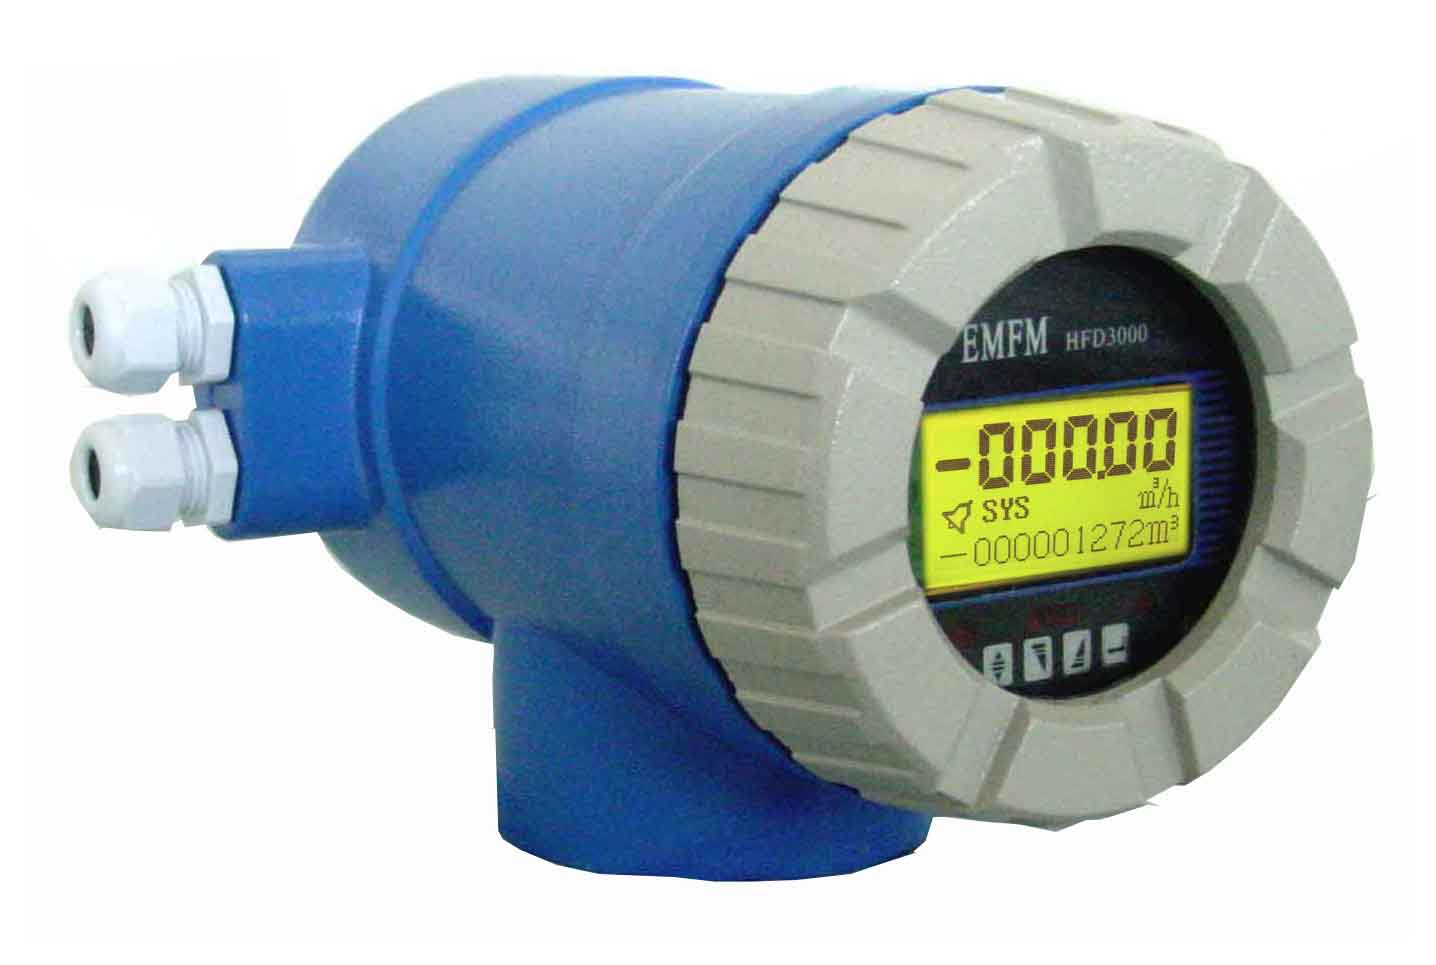 EMFM HFD3000
-000.00
SYS m³/h
-000001272m³